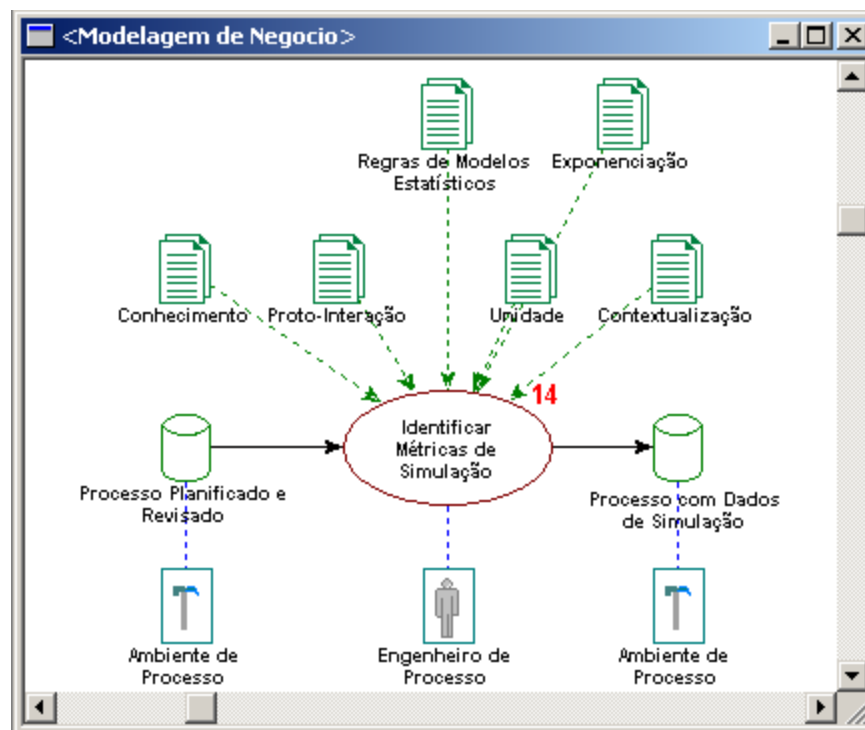 <Modelagem de Negocio>
Regras de Modelos
Estatísticos
Exponenciação
Conhecimento
Proto-Interação
Unidade
Contextualização
14
Identificar
Métricas de
Simulação
Processo Planificado e
Revisado
Processo com Dados
de Simulação
Ambiente de
Processo
Engenheiro de
Processo
Ambiente de
Processo